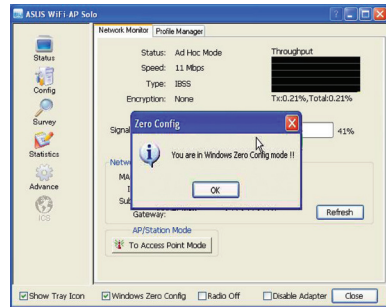 ASUS WiFi-AP Solo
Network Monitor Profile Manager
Status
Config
Survey
Statistics
Advance
ICS
Status: Ad Hoc Mode
Speed: 11 Mbps
Type: IBSS
Encryption: None
Throughput
Tx:0.21%,Total:0.21%
Signal
41%
Zero Config
You are in Windows Zero Config mode !!
OK
Netw
MA
I
Sub
Gateway:
Refresh
AP/Station Mode
To Access Point Mode
Show Tray Icon Windows Zero Config Radio Off Disable Adapter Close